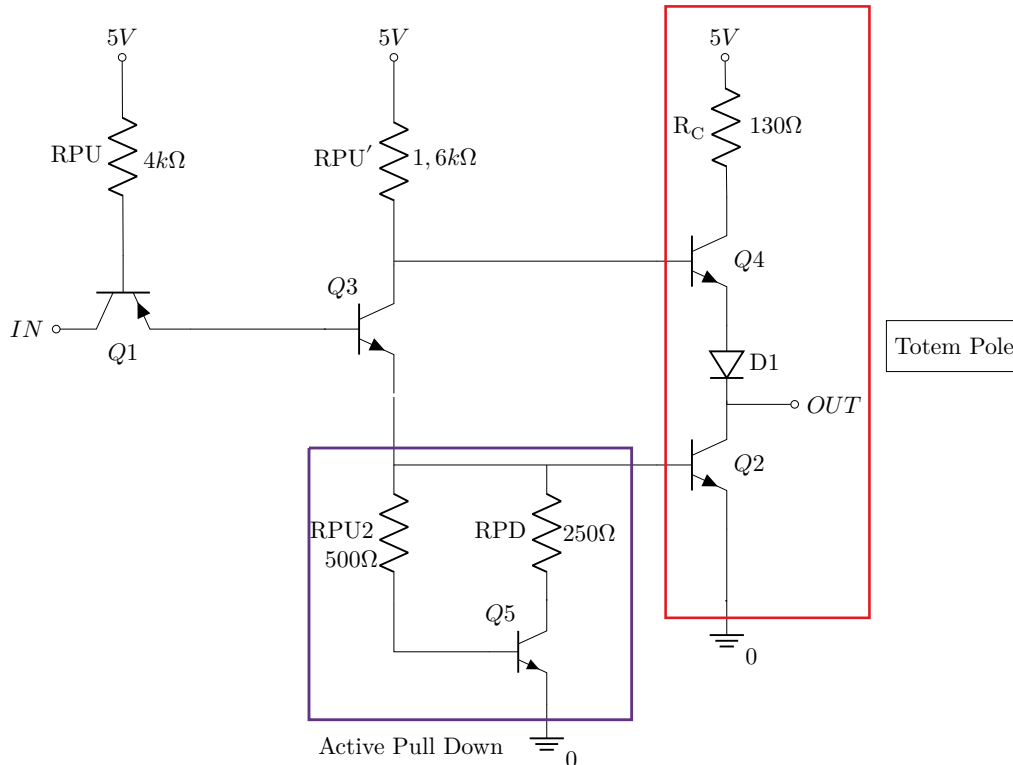 5V
5V
5V
RPU
4kΩ
RPU′
1, 6kΩ
R_C
130Ω
Q3
Q4
IN
Q1
D1
Totem Pole
OUT
Q2
RPU2
500Ω
RPD
250Ω
Q5
0
0
Active Pull Down